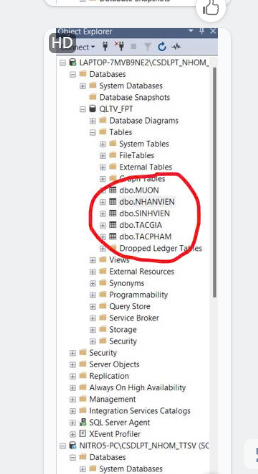 Database Snapshots
Object Explorer
HD
nect
LAPTOP-7MVB9NE2\CSDLPT_NHOM_
Databases
System Databases
Database Snapshots
QLTV_FPT
Database Diagrams
Tables
System Tables
FileTables
External Tables
Graph Tables
dbo.MUON
dbo.NHANVIEN
dbo.SINHVIEN
dbo.TACGIA
dbo.TACPHAM
Dropped Ledger Tables
Views
External Resources
Synonyms
Programmability
Query Store
Service Broker
Storage
Security
Security
Server Objects
Replication
Always On High Availability
Management
Integration Services Catalogs
SQL Server Agent
XEvent Profiler
NITROS-PC\CSDLPT_NHOM_TTSV (SC
Databases
System Databases